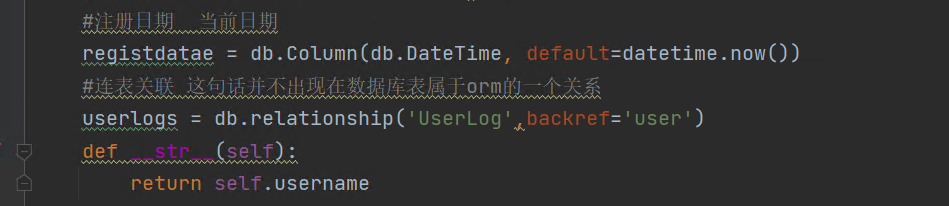 #注册日期  当前日期
registdatae = db.Column(db.DateTime, default=datetime.now())
#连表关联 这句话并不出现在数据库表属于orm的一个关系
userlogs = db.relationship('UserLog',backref='user')
def __str__(self):
    return self.username